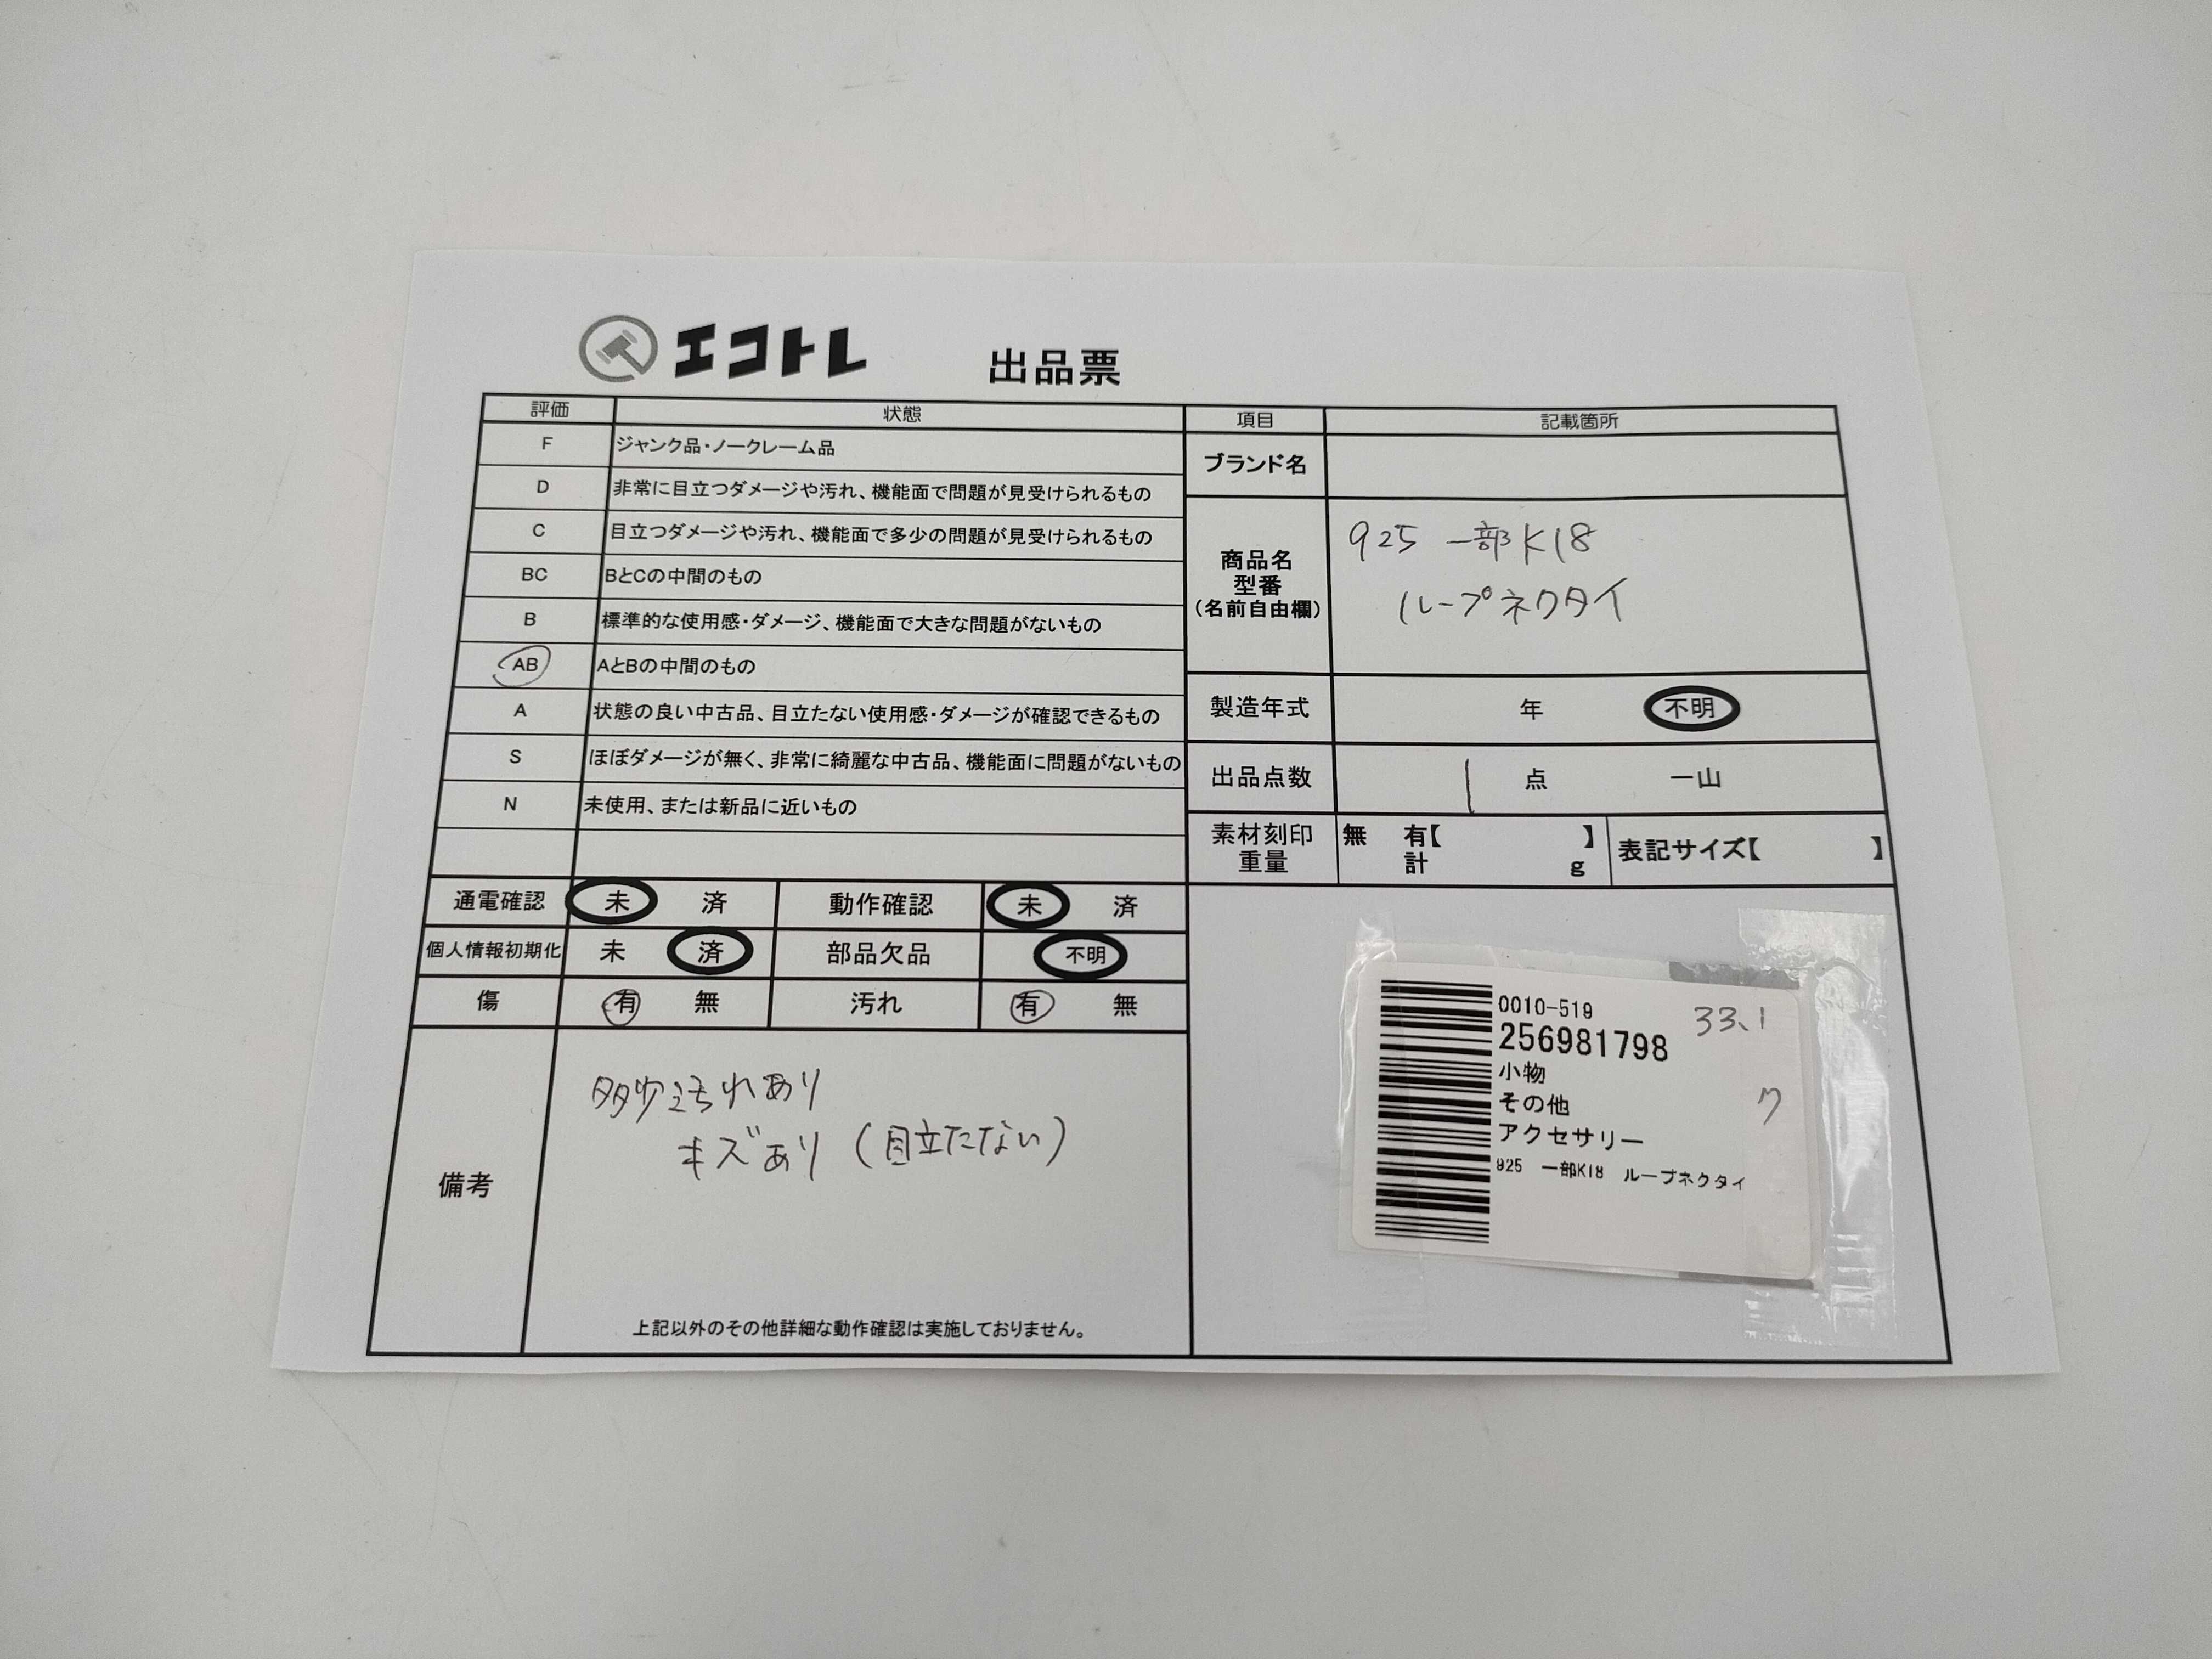 エコトレ 出品票
評価 状態
F ジャンク品・ノークレーム品
D 非常に目立つダメージや汚れ、機能面で問題が見受けられるもの
C 目立つダメージや汚れ、機能面で多少の問題が見受けられるもの
BC BとCの中間のもの
B 標準的な使用感・ダメージ、機能面で大きな問題がないもの
AB AとBの中間のもの
A 状態の良い中古品、目立たない使用感・ダメージが確認できるもの
S ほぼダメージが無く、非常に綺麗な中古品、機能面に問題がないもの
N 未使用、または新品に近いもの
項目 記載箇所
ブランド名
商品名
型番
(名前自由欄)
925 一部K18
ループネクタイ
製造年式 年 不明
出品点数 1 点 一山
素材刻印 無 有【 】
重量 計 g
表記サイズ【 】
通電確認 未 済 動作確認 未 済
個人情報初期化 未 済 部品欠品 不明
傷 有 無 汚れ 有 無
備考
多少汚れあり
キズあり (目立たない)
上記以外のその他詳細な動作確認は実施しておりません。
0010-519
256981798
小物
その他
アクセサリー
925 一部K18 ループネクタイ
33.1
ク